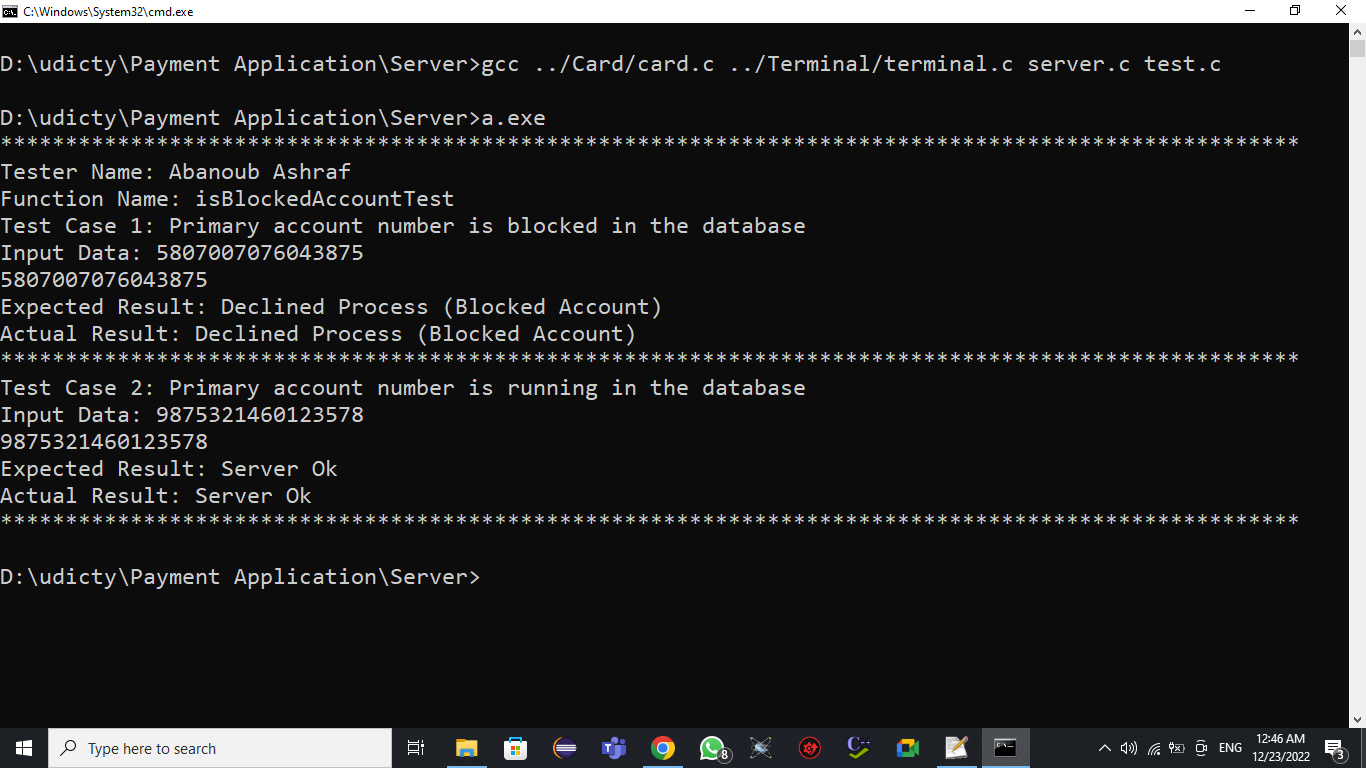 C:\Windows\System32\cmd.exe
D:\udicty\Payment Application\Server>gcc ../Card/card.c ../Terminal/terminal.c server.c test.c
D:\udicty\Payment Application\Server>a.exe
****************************************************************************************************
Tester Name: Abanoub Ashraf
Function Name: isBlockedAccountTest
Test Case 1: Primary account number is blocked in the database
Input Data: 5807007076043875
5807007076043875
Expected Result: Declined Process (Blocked Account)
Actual Result: Declined Process (Blocked Account)
****************************************************************************************************
Test Case 2: Primary account number is running in the database
Input Data: 9875321460123578
9875321460123578
Expected Result: Server Ok
Actual Result: Server Ok
****************************************************************************************************
D:\udicty\Payment Application\Server>
Type here to search
8
ENG
12:46 AM
12/23/2022
3